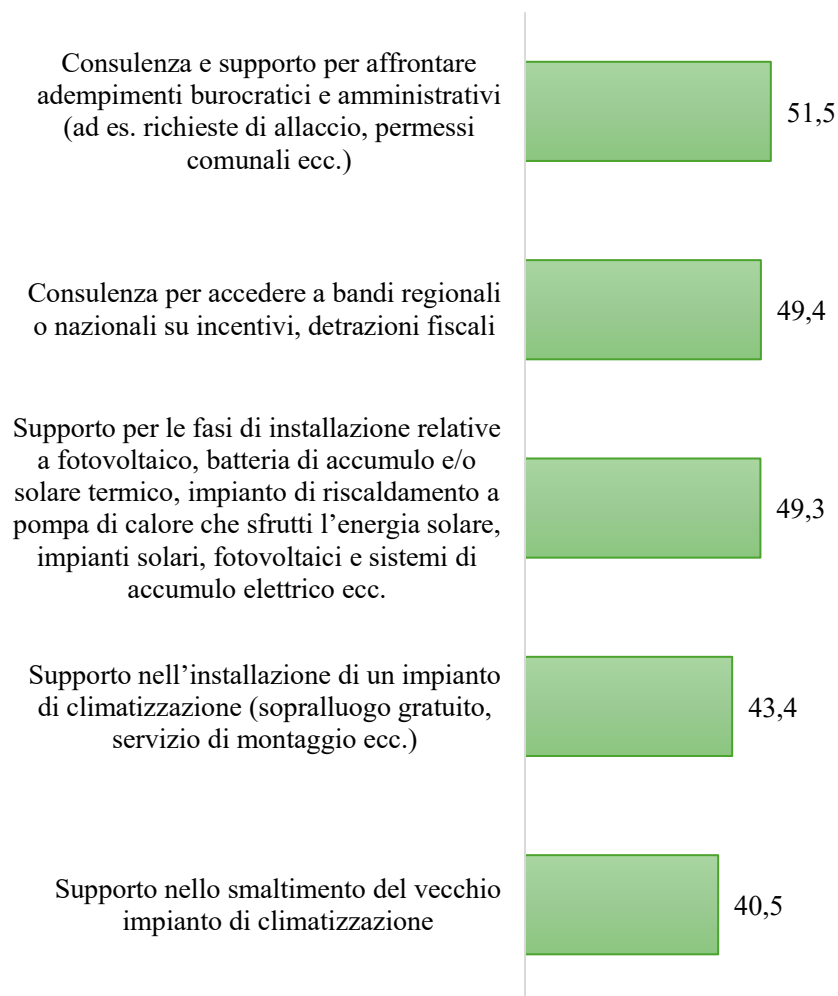 Consulenza e supporto per affrontare
adempimenti burocratici e amministrativi
(ad es. richieste di allaccio, permessi
comunali ecc.)
51,5
Consulenza per accedere a bandi regionali
o nazionali su incentivi, detrazioni fiscali
49,4
Supporto per le fasi di installazione relative
a fotovoltaico, batteria di accumulo e/o
solare termico, impianto di riscaldamento a
pompa di calore che sfrutti l’energia solare,
impianti solari, fotovoltaici e sistemi di
accumulo elettrico ecc.
49,3
Supporto nell’installazione di un impianto
di climatizzazione (sopralluogo gratuito,
servizio di montaggio ecc.)
43,4
Supporto nello smaltimento del vecchio
impianto di climatizzazione
40,5